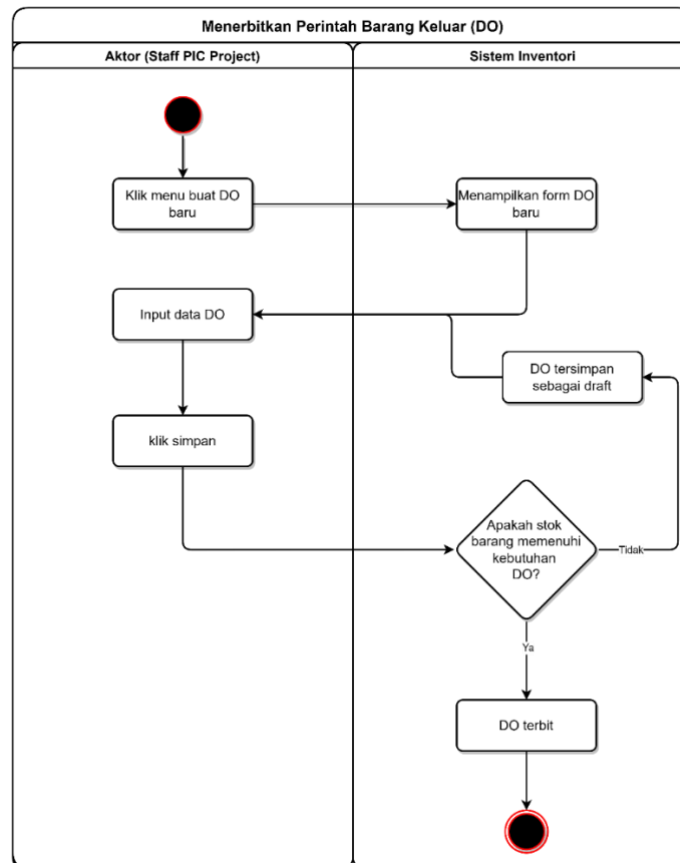 Menerbitkan Perintah Barang Keluar (DO)
Aktor (Staff PIC Project)
Sistem Inventori
Klik menu buat DO
baru
Menampilkan form DO
baru
Input data DO
DO tersimpan
sebagai draft
klik simpan
Apakah stok
barang memenuhi
kebutuhan
DO?
Tidak
Ya
DO terbit